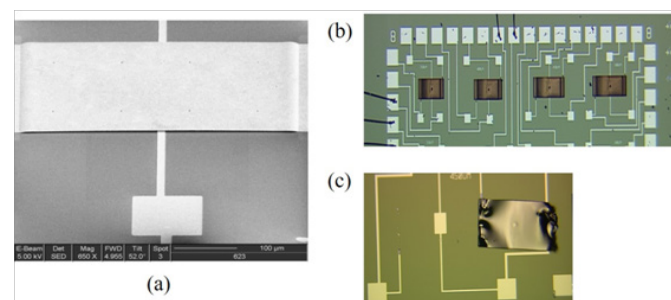 (b)
E-Beam Det Mag FWD Tilt Spot 100 µm
5.00 kV SED 650 X 4.955 52.0° 3 623
(a)
(c)